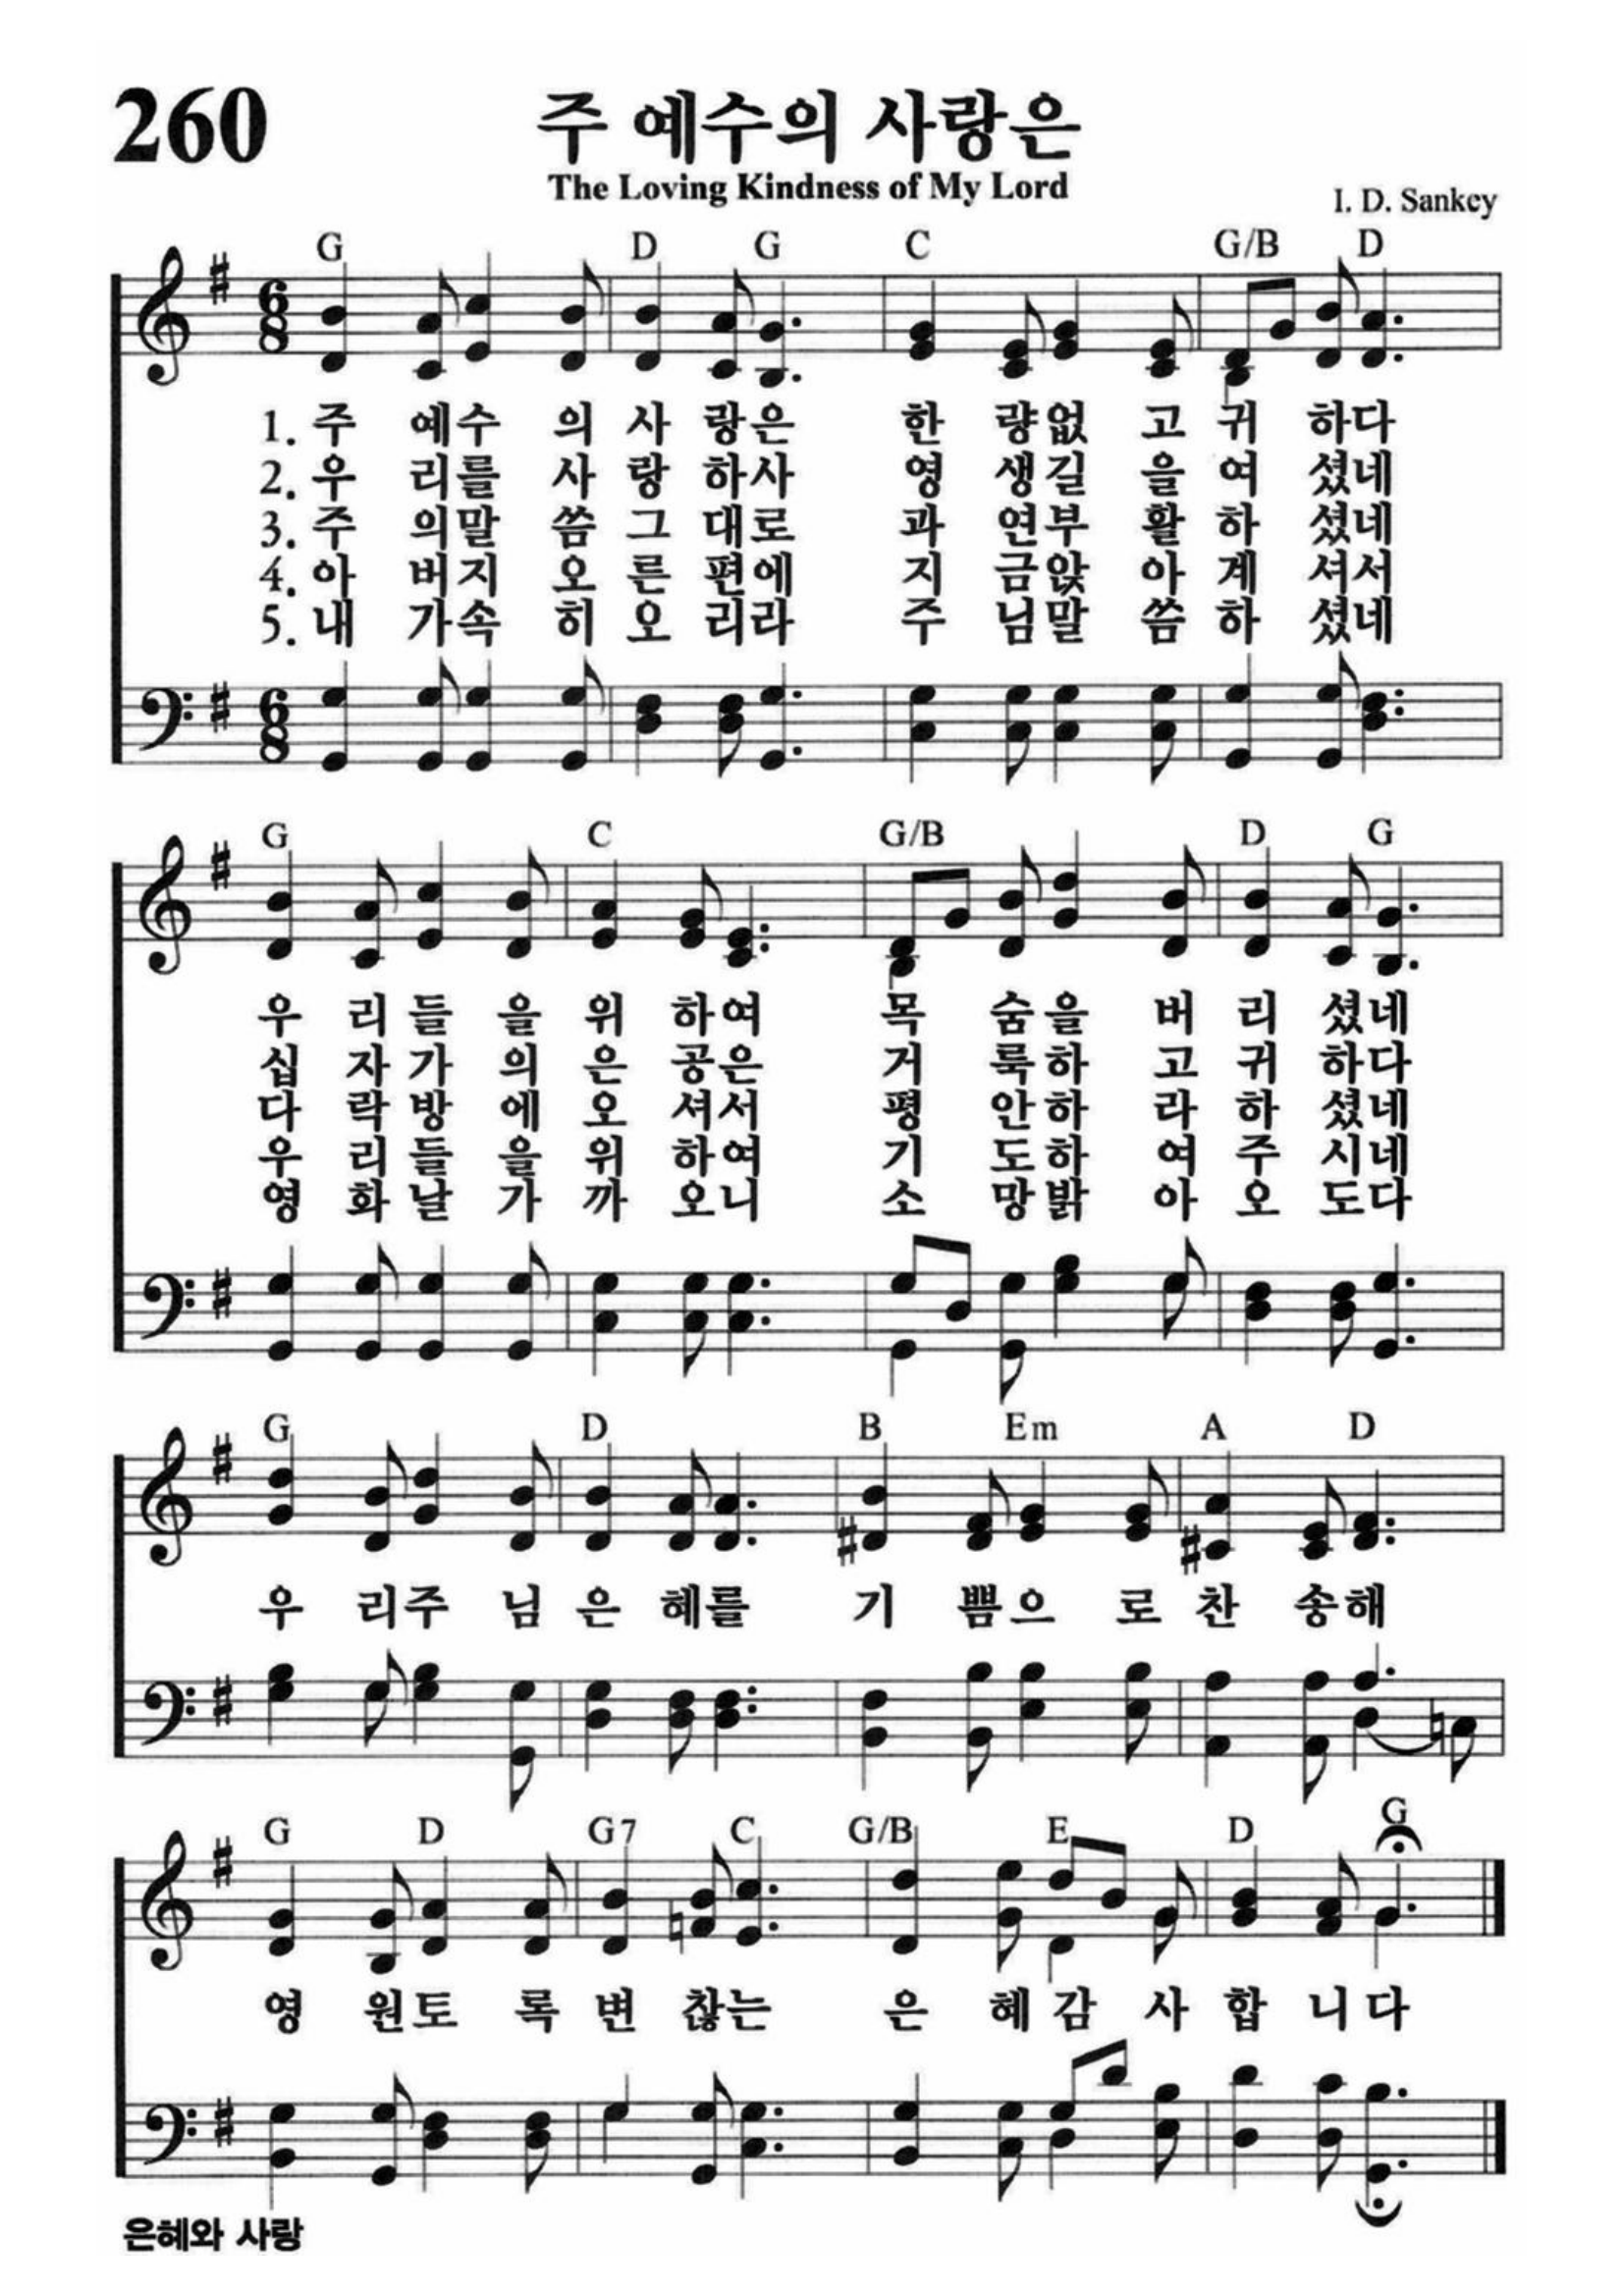 260
주 예수의 사랑은
The Loving Kindness of My Lord
I. D. Sankey
G D G C G/B D
6 8
1. 주 예수 의 사 랑은 한 량없 고 귀 하다
2. 우 리를 사 랑 하사 영 생길 을 여 셨네
3. 주 의말 씀 그 대로 과 연부 활 하 셨네
4. 아 버지 오 른 편에 지 금앉 아 계 셔서
5. 내 가속 히 오 리라 주 님말 씀 하 셨네
6 8
G C G/B D G
우 리 들 을 위 하여 목 숨을 버 리 셨네
십 자 가 의 은 공은 거 룩하 고 귀 하다
다 락 방 에 오 셔서 평 안하 라 하 셨네
우 리 들 을 위 하여 기 도하 여 주 시네
영 화 날 가 까 오니 소 망밝 아 오 도다
G D B Em A D
우 리주 님 은 혜를 기 쁨으 로 찬 송해
G D G7 C G/B E D G
영 원토 록 변 찮는 은 혜감 사 합 니다
은혜와 사랑